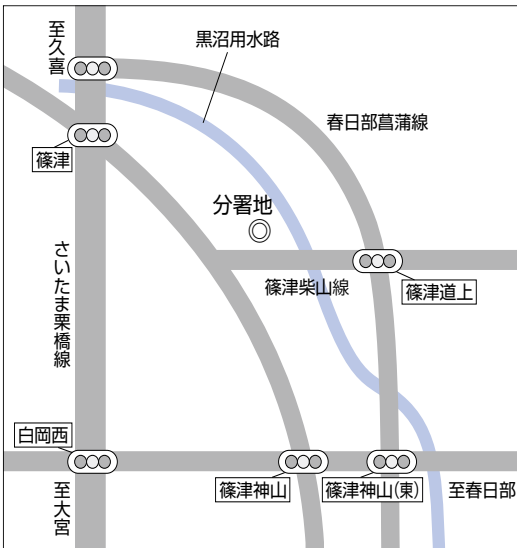 至久喜
黒沼用水路
春日部菖蒲線
篠津
分署地
さいたま栗橋線
篠津柴山線
篠津道上
白岡西
至大宮
篠津神山
篠津神山(東)
至春日部